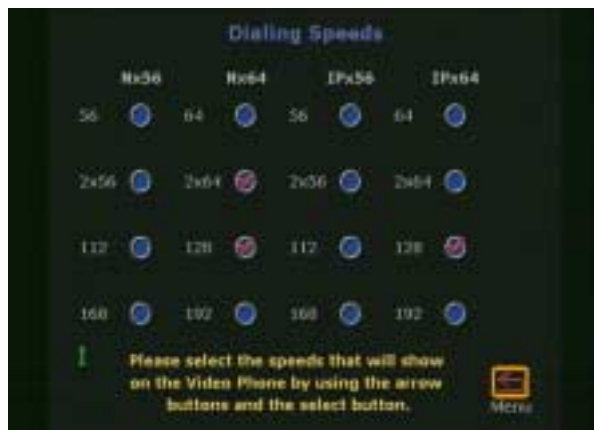 Dialing Speeds
Nx56 Nx64 IPx56 IPx64
56 64 56 64
2x56 2x64 2x56 2x64
112 128 112 128
168 192 168 192
Please select the speeds that will show
on the Video Phone by using the arrow
buttons and the select button.
Menu